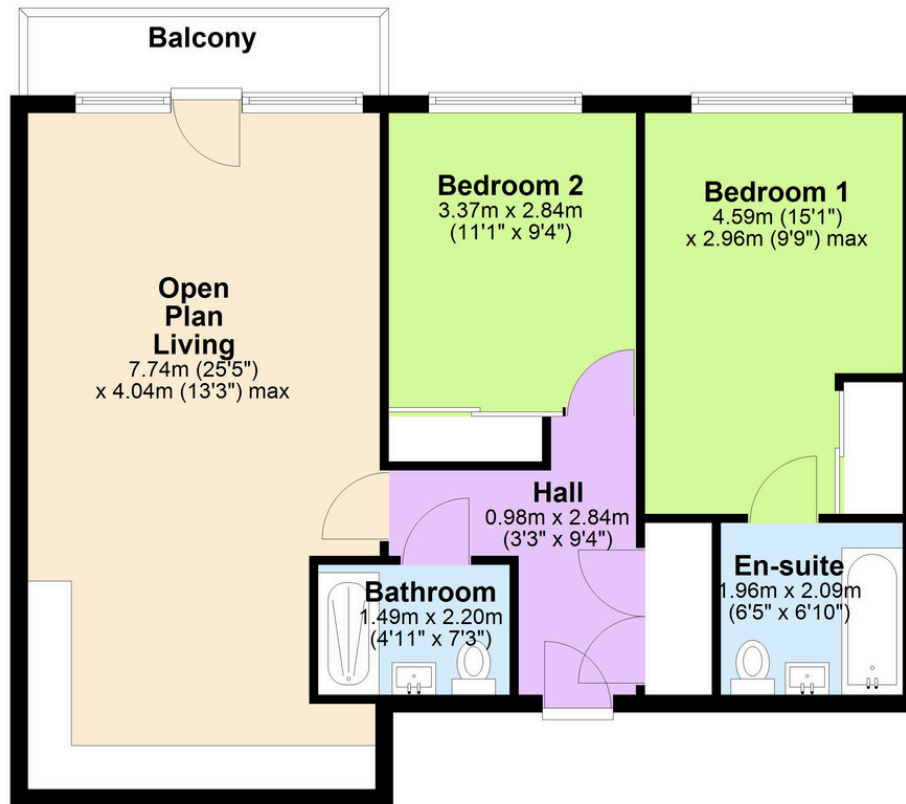 Balcony
Bedroom 2
3.37m x 2.84m
(11'1" x 9'4")
Bedroom 1
4.59m (15'1")
x 2.96m (9'9") max
Open
Plan
Living
7.74m (25'5")
x 4.04m (13'3") max
Hall
0.98m x 2.84m
(3'3" x 9'4")
Bathroom
1.49m x 2.20m
(4'11" x 7'3")
En-suite
1.96m x 2.09m
(6'5" x 6'10")